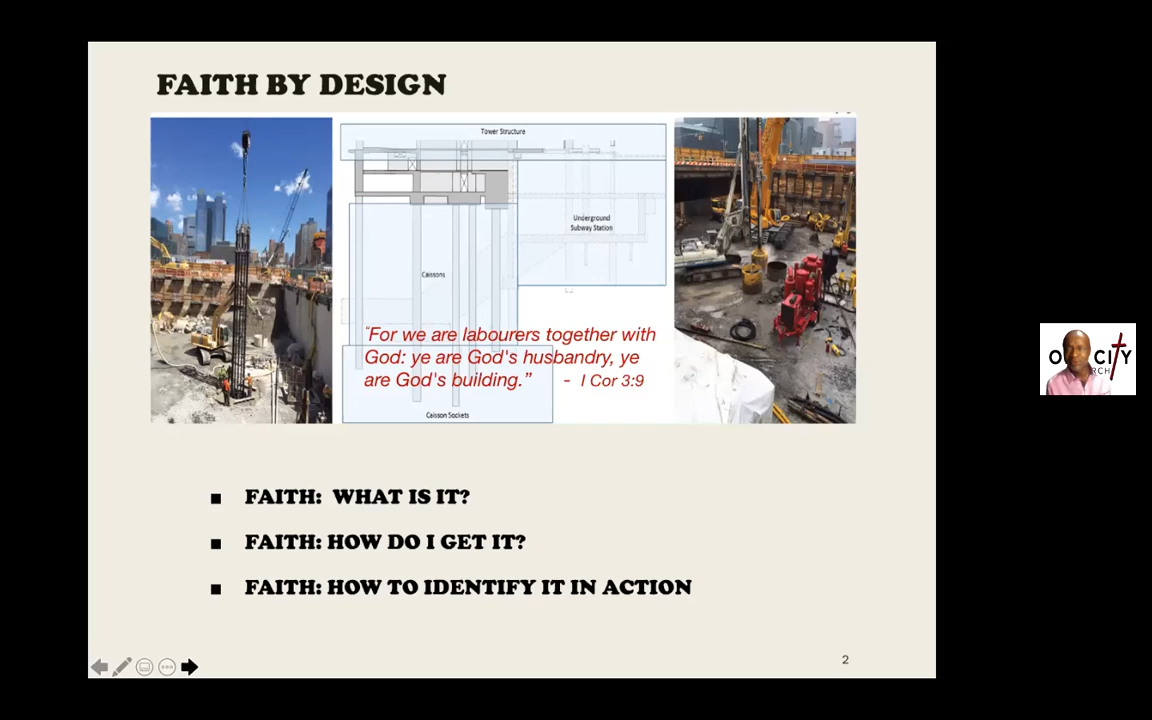 FAITH BY DESIGN
Tower Structure
Underground
Subway Station
Caissons
"For we are labourers together with
God: ye are God's husbandry, ye
are God's building.” - I Cor 3:9
Caisson Sockets
O CITY
RCH
■ FAITH: WHAT IS IT?
■ FAITH: HOW DO I GET IT?
■ FAITH: HOW TO IDENTIFY IT IN ACTION
2